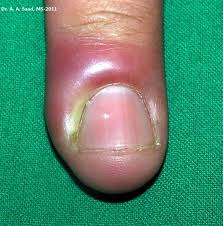 Dr. A. A. Saad, MS-2011